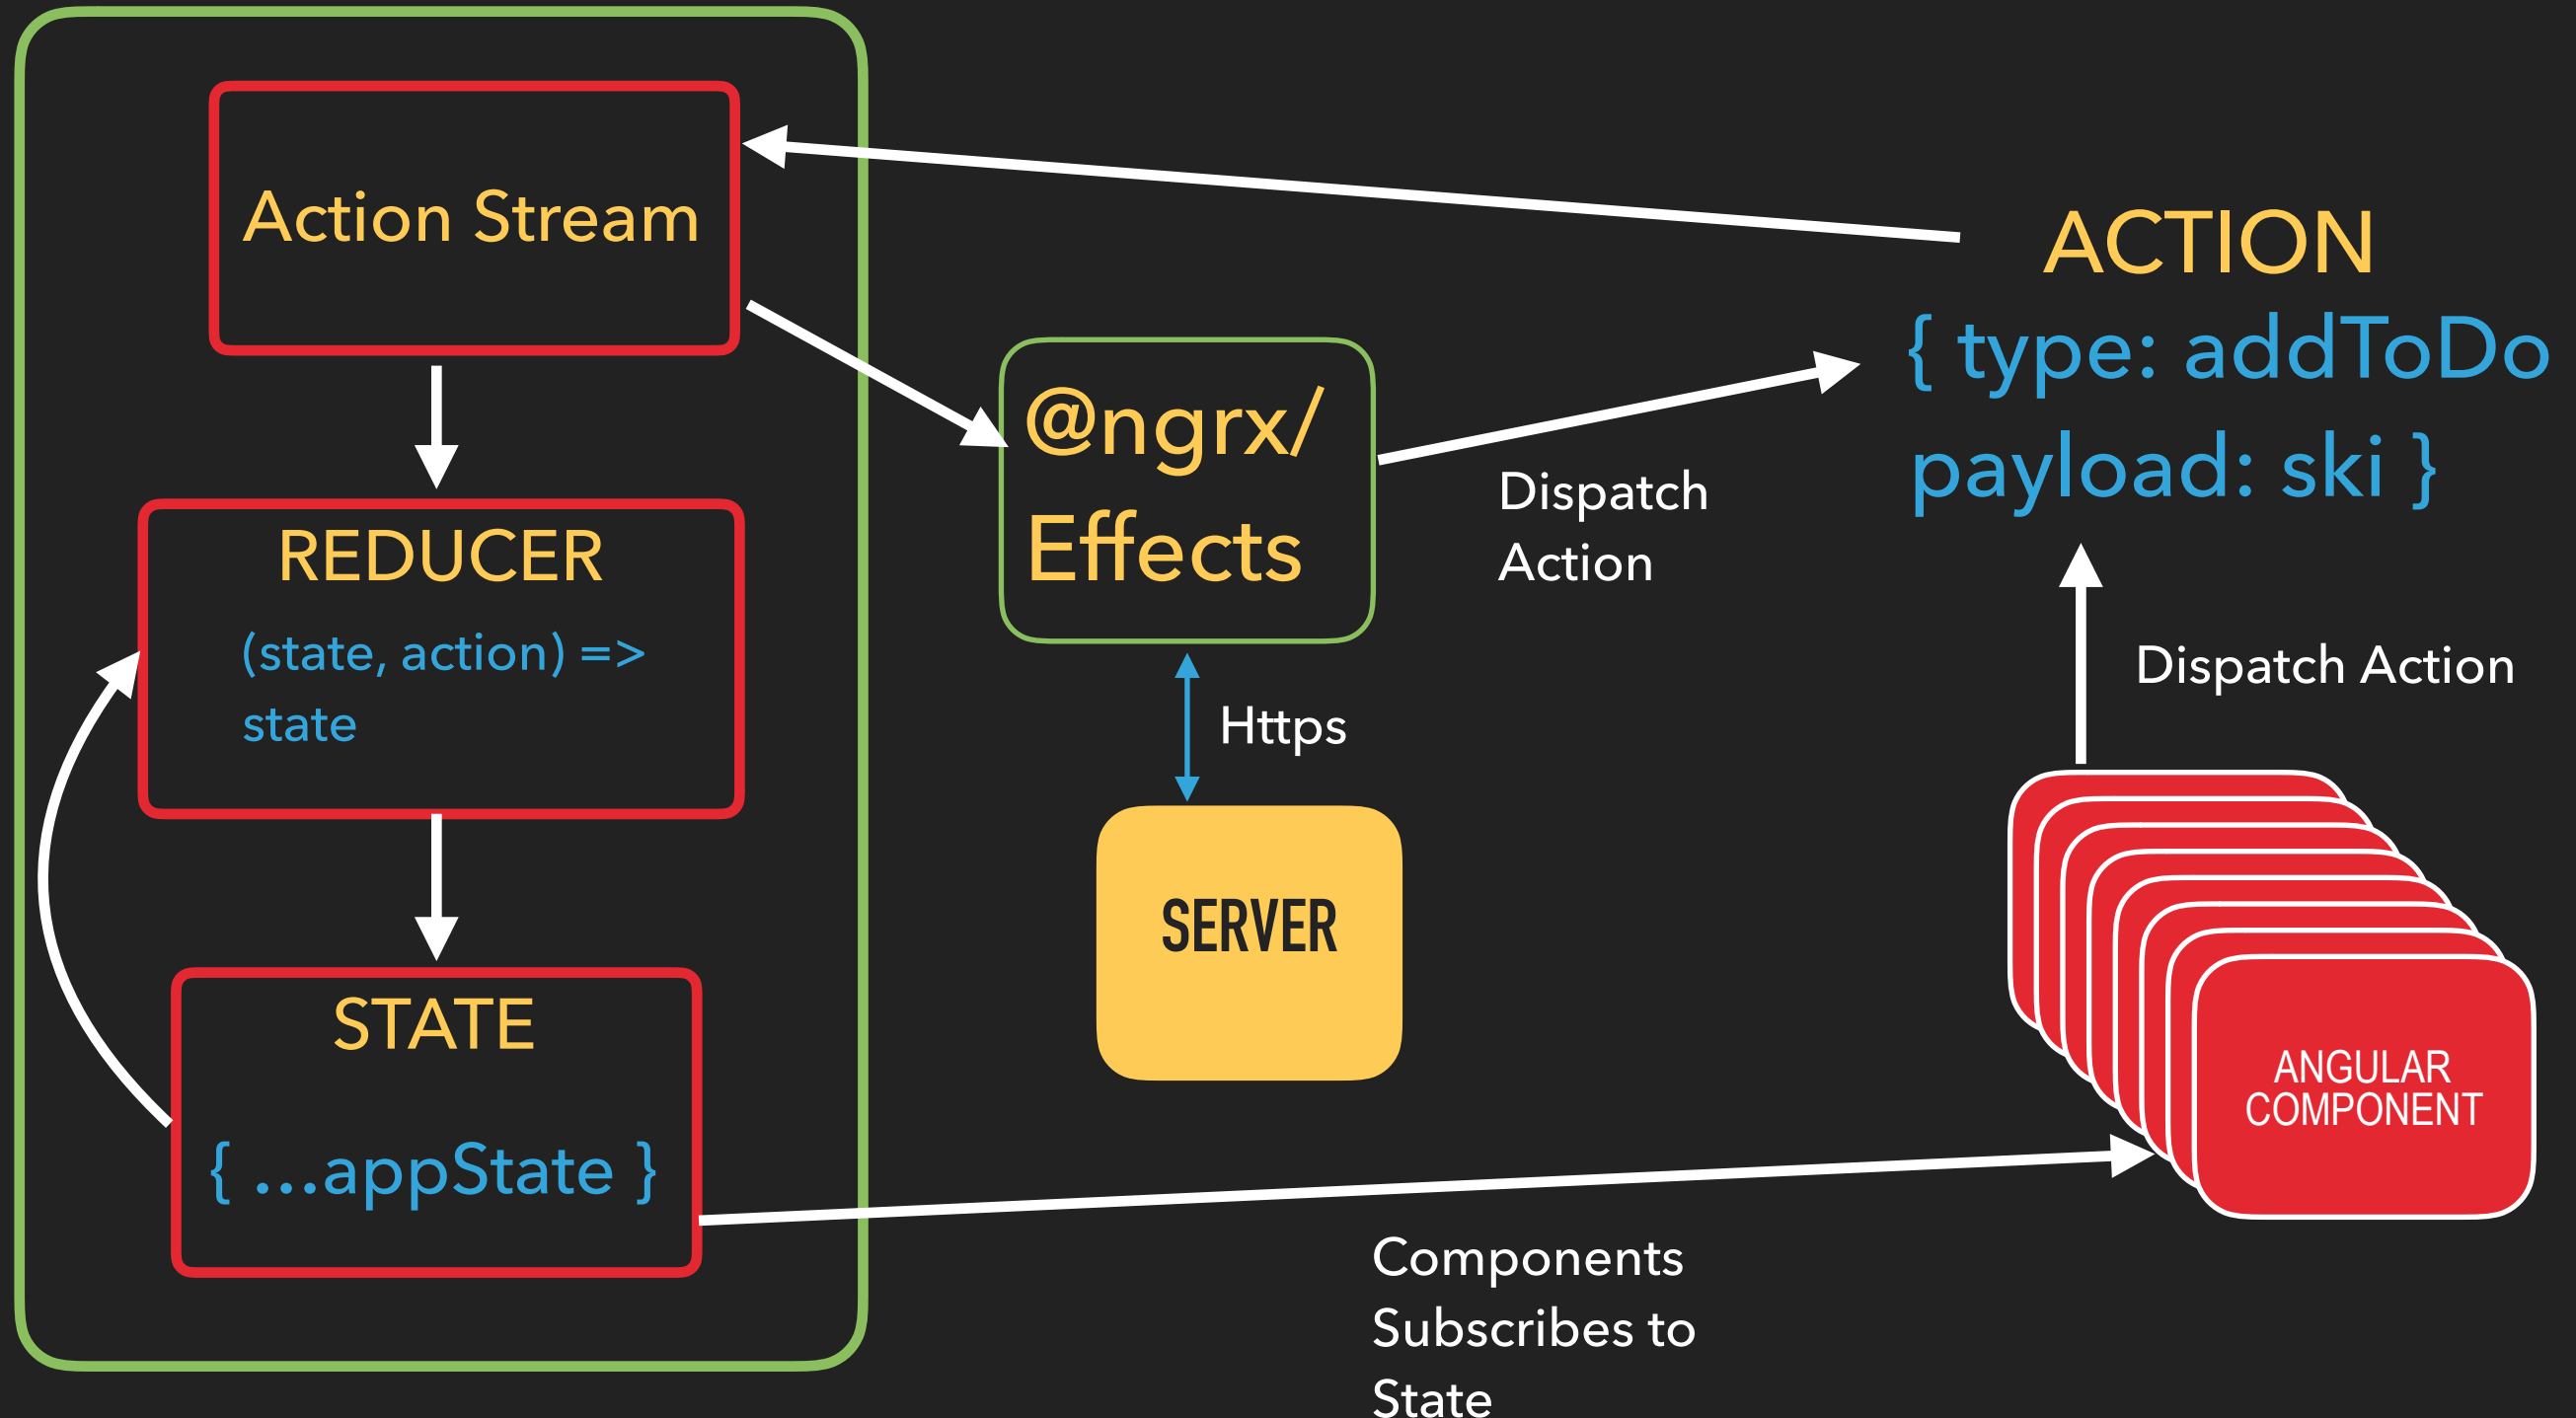 Action Stream
REDUCER
(state, action) =>
state
STATE
{ ...appState }
@ngrx/
Effects
Https
SERVER
Dispatch
Action
ACTION
{ type: addToDo
payload: ski }
Dispatch Action
ANGULAR
COMPONENT
Components
Subscribes to
State